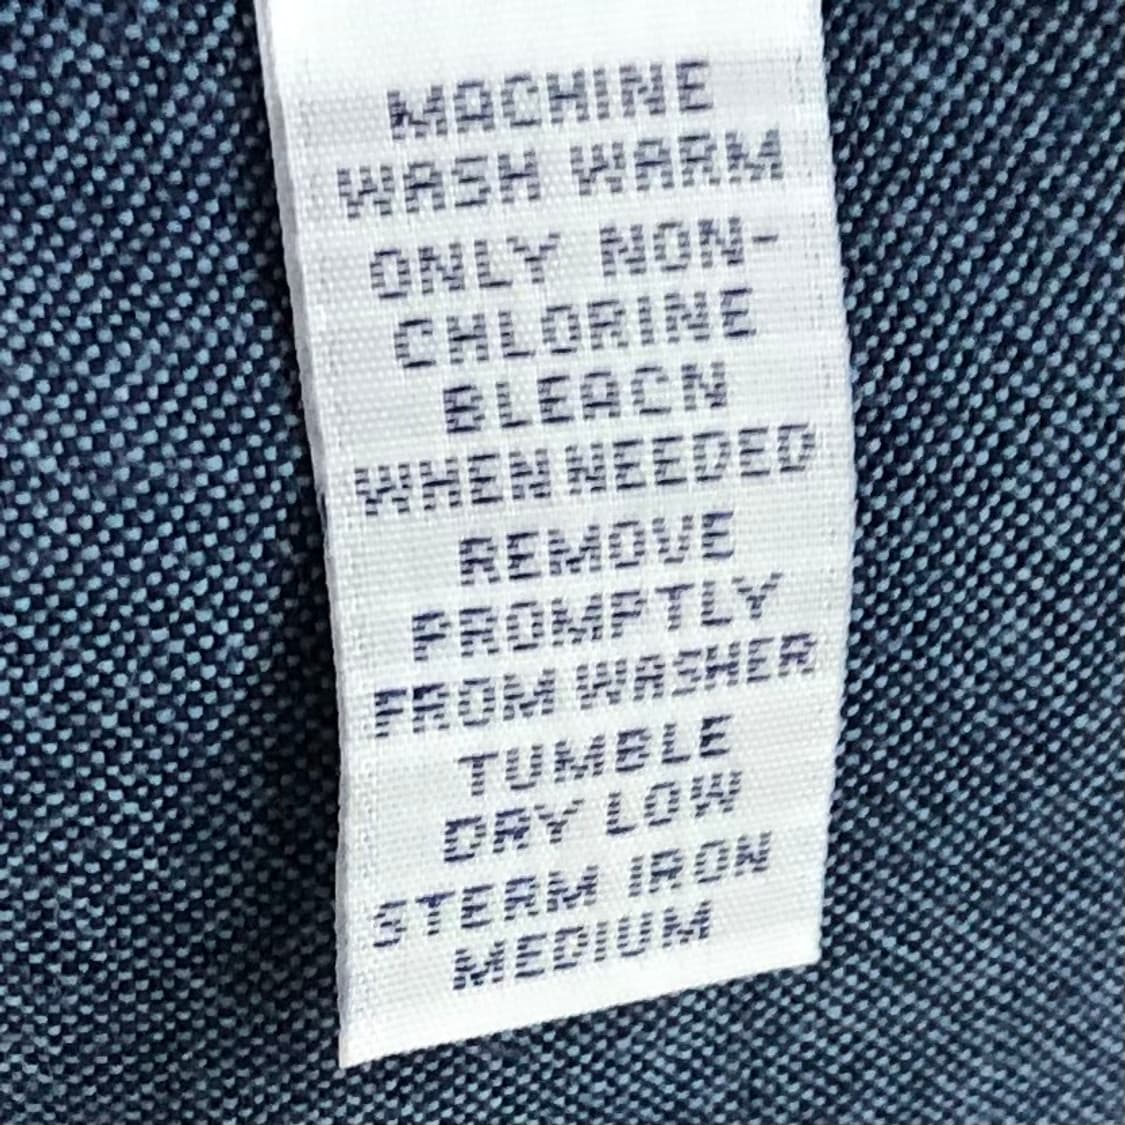 MACHINE
WASH WARM
ONLY NON-
CHLORINE
BLEACN
WHEN NEEDED
REMOVE
PROMPTLY
FROM WASHER
TUMBLE
DRY LOW
STEAM IRON
MEDIUM